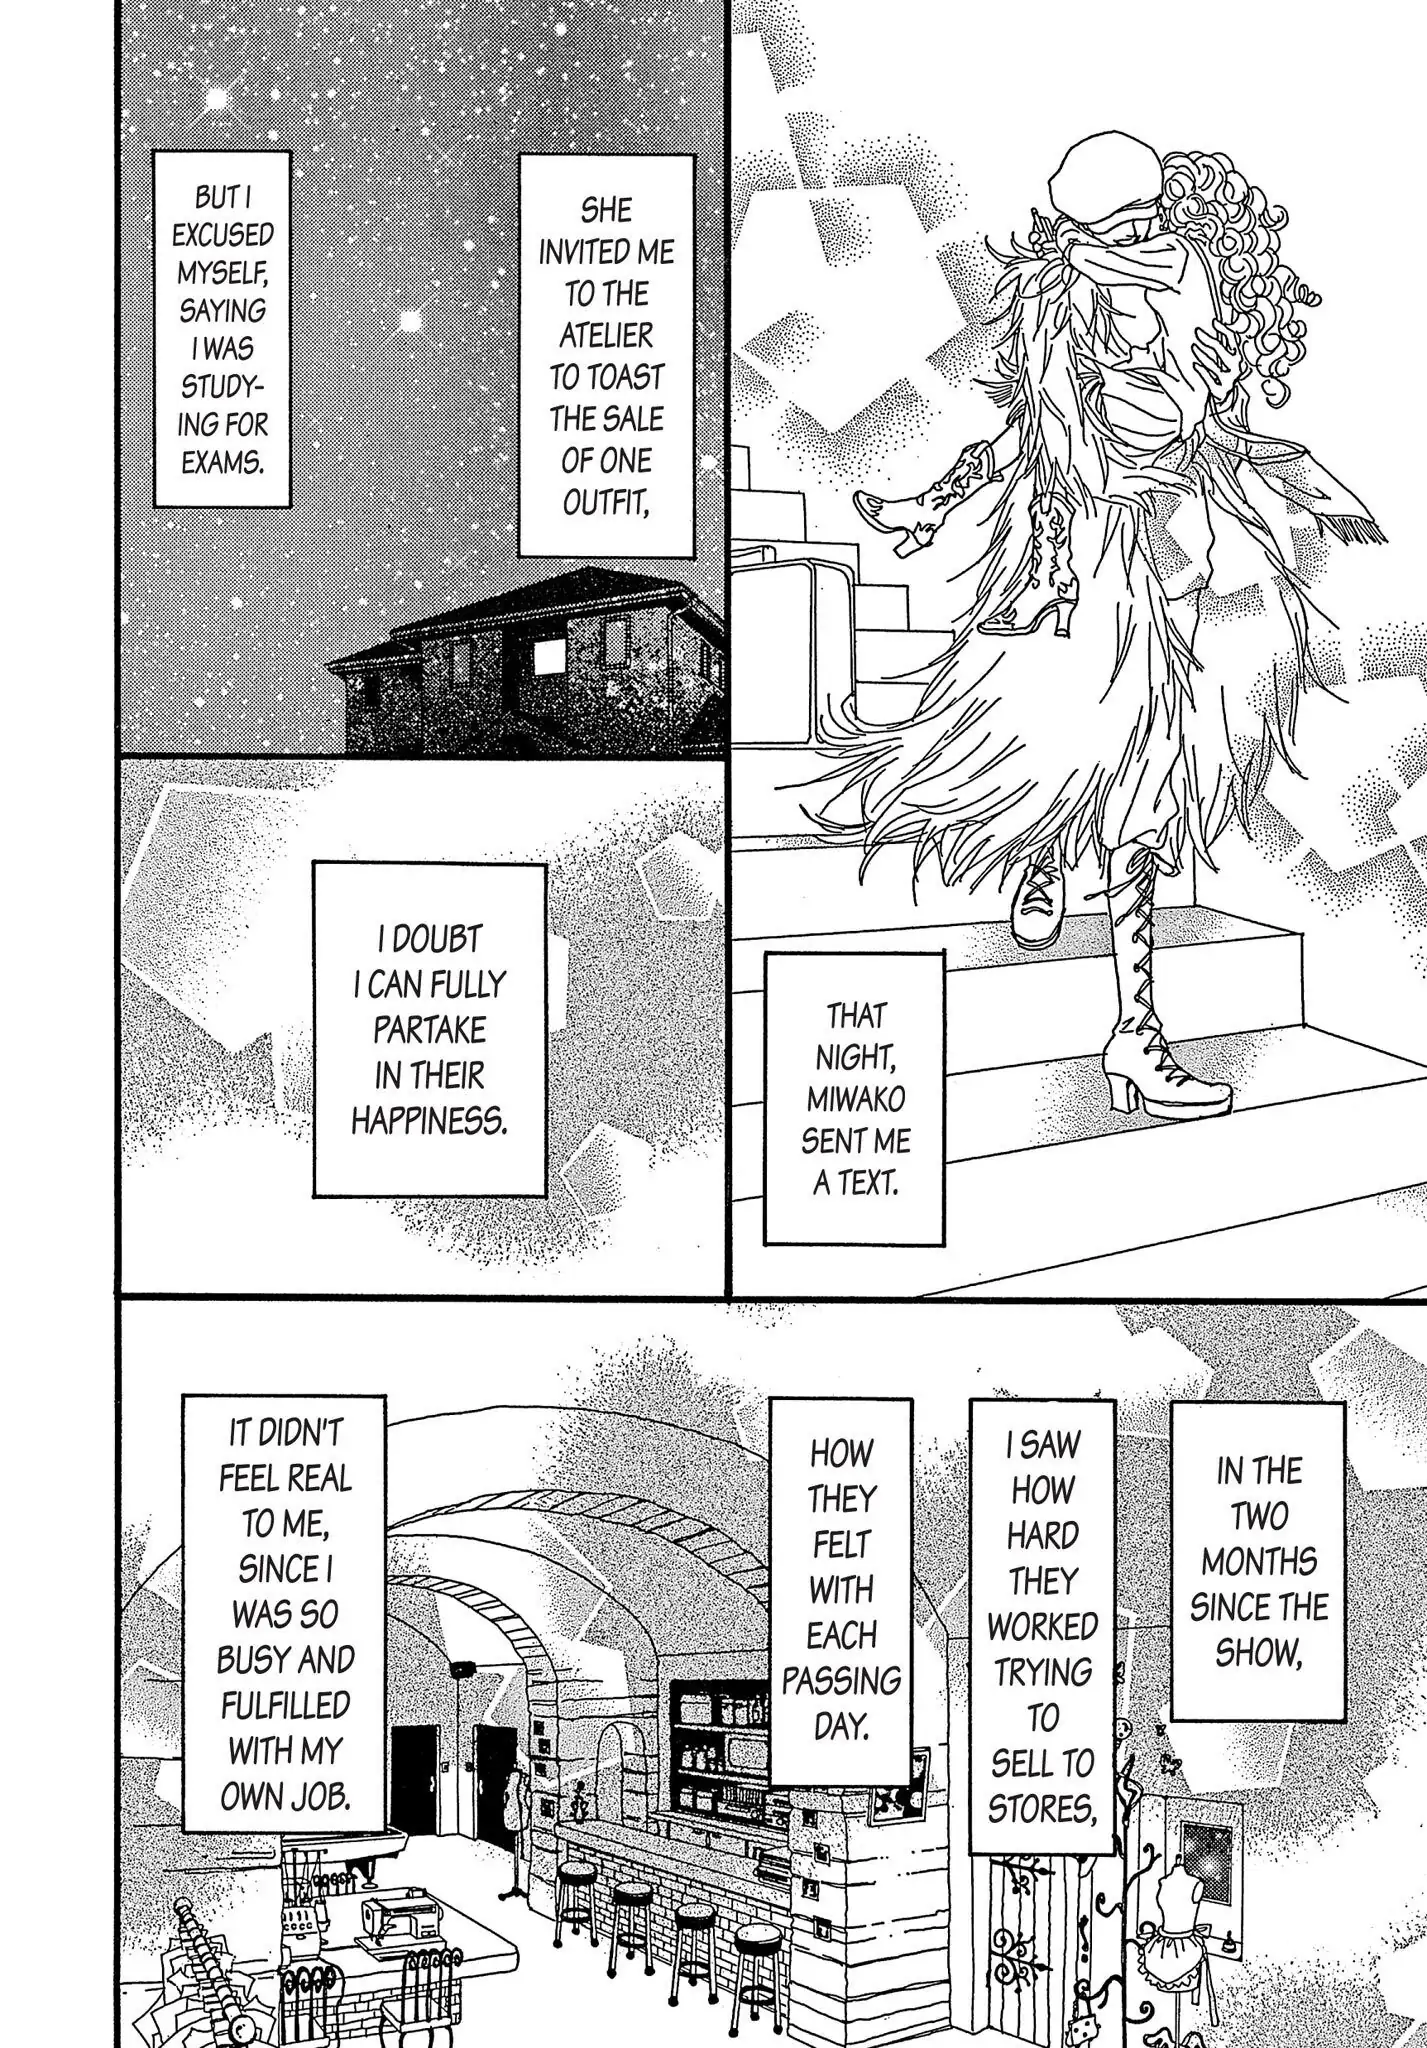 THAT
NIGHT,
MIWAKO
SENT ME
A TEXT.
SHE
INVITED ME
TO THE
ATELIER
TO TOAST
THE SALE
OF ONE
OUTFIT,
BUT I
EXCUSED
MYSELF,
SAYING
I WAS
STUDY-
ING FOR
EXAMS.
I DOUBT
I CAN FULLY
PARTAKE
IN THEIR
HAPPINESS.
IN THE
TWO
MONTHS
SINCE THE
SHOW,
I SAW
HOW
HARD
THEY
WORKED
TRYING
TO
SELL TO
STORES,
HOW
THEY
FELT
WITH
EACH
PASSING
DAY.
IT DIDN'T
FEEL REAL
TO ME,
SINCE I
WAS SO
BUSY AND
FULFILLED
WITH MY
OWN JOB.